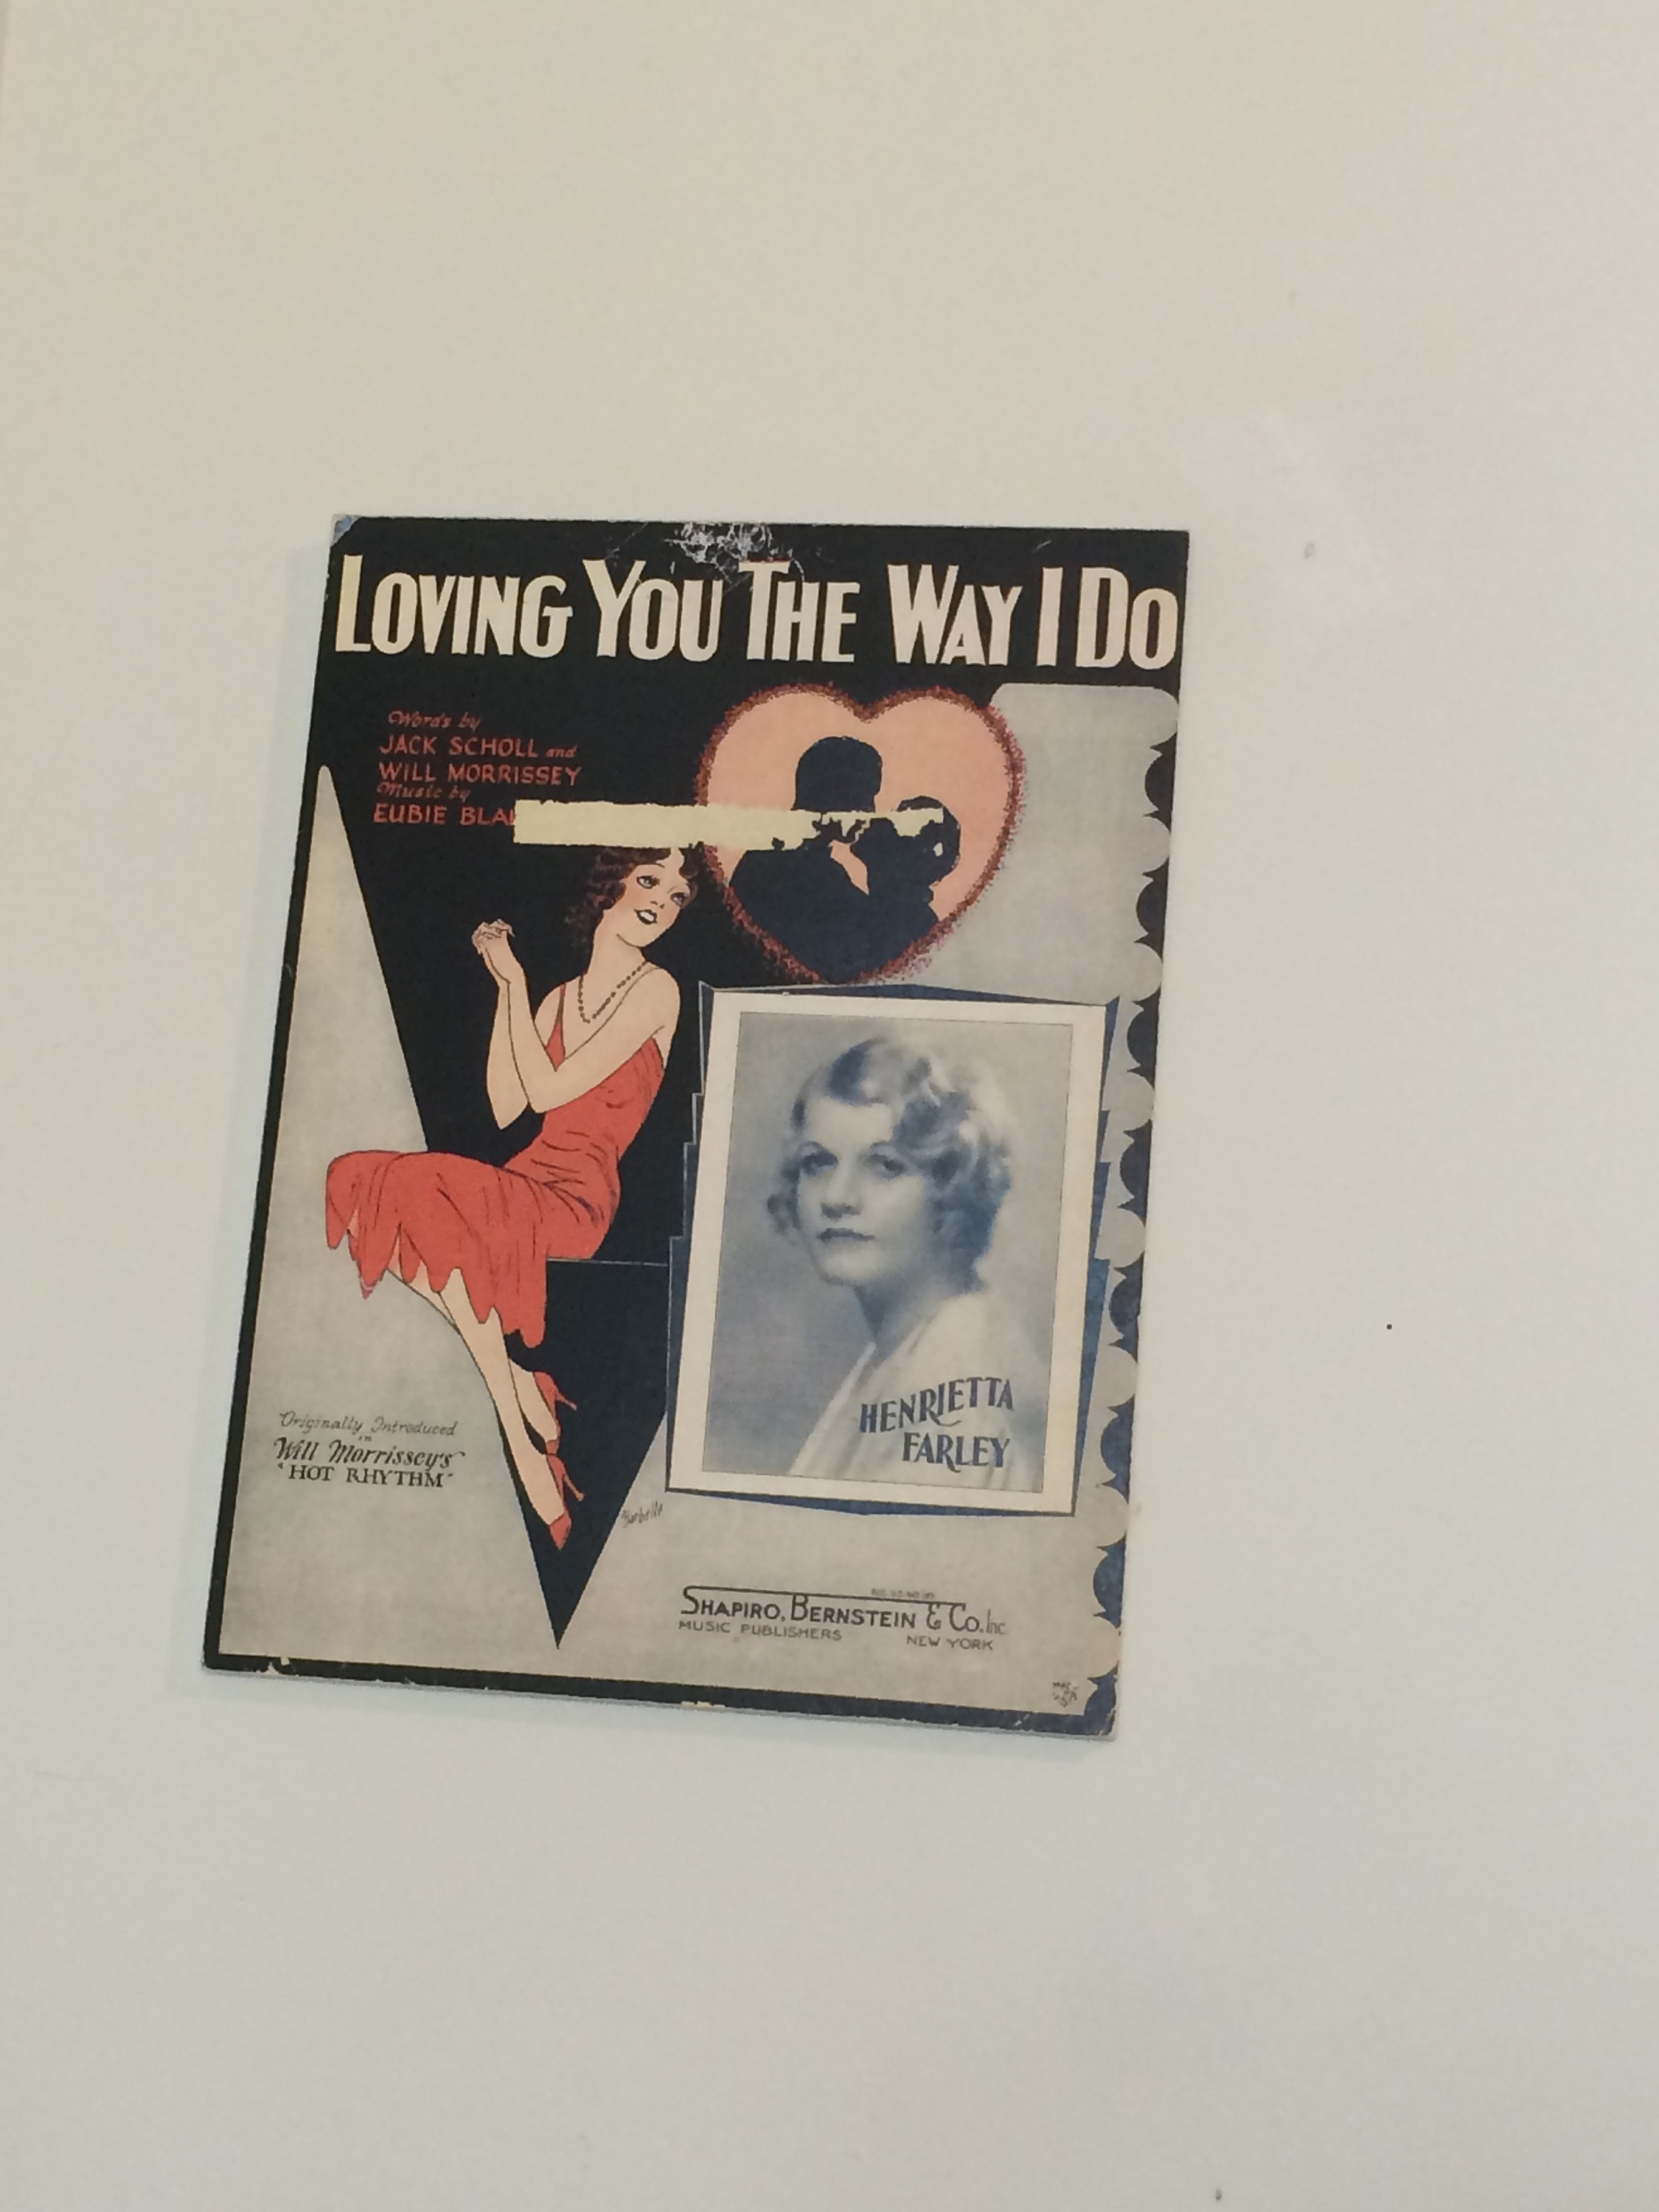 LOVING YOU THE WAY I DO
Words by
JACK SCHOLL and
WILL MORRISSEY
Music by
EUBIE BLA
HENRIETTA
FARLEY
Originally Introduced
in
Will Morrissey's
"HOT RHYTHM"
Barbelle
SHAPIRO, BERNSTEIN & CO. Inc.
MUSIC PUBLISHERS NEW YORK